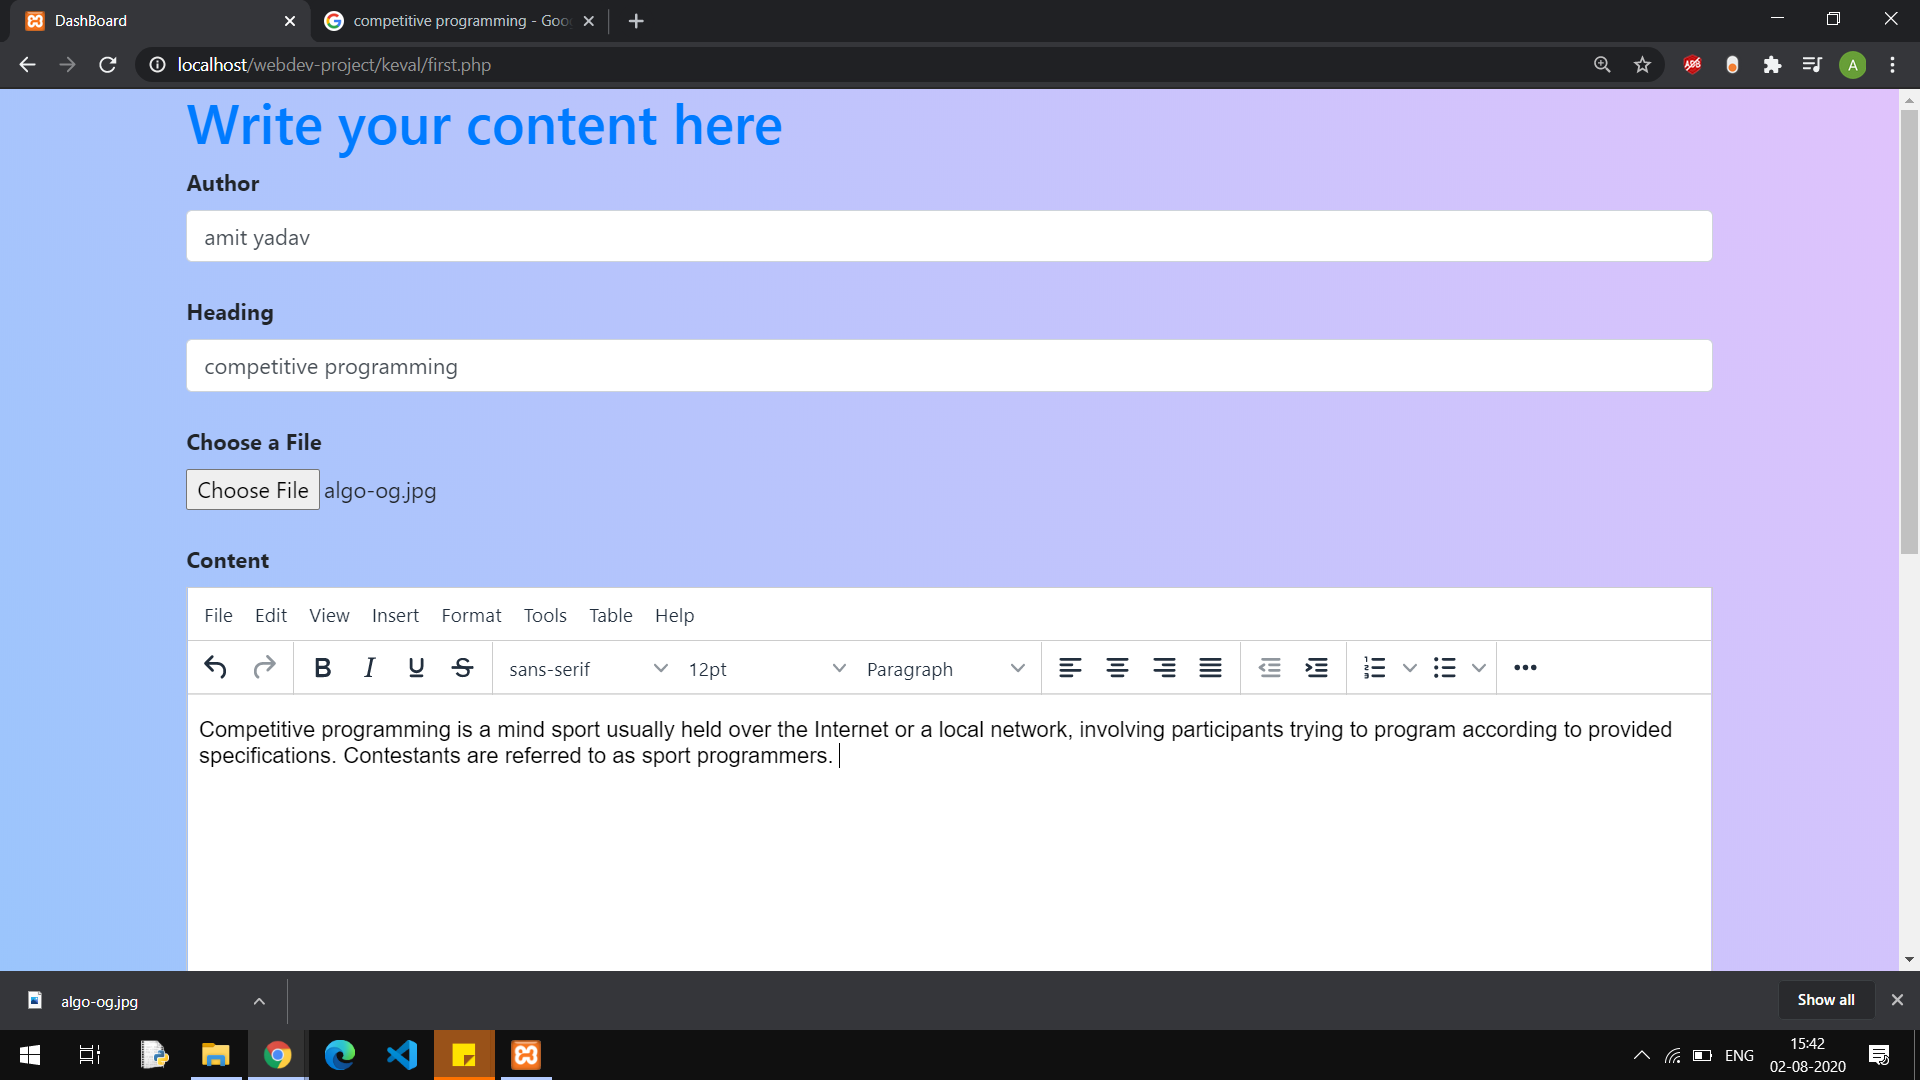 DashBoard
competitive programming - Goo
localhost/webdev-project/keval/first.php
ABP
A
Write your content here
Author
amit yadav
Heading
competitive programming
Choose a File
Choose File algo-og.jpg
Content
File Edit View Insert Format Tools Table Help
B I U S sans-serif 12pt Paragraph
Competitive programming is a mind sport usually held over the Internet or a local network, involving participants trying to program according to provided
specifications. Contestants are referred to as sport programmers.
algo-og.jpg
Show all
ENG
15:42
02-08-2020